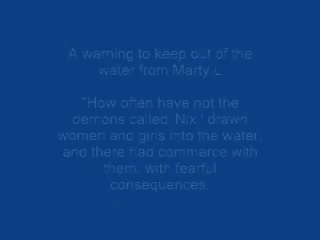 A warning to keep out of the
water from Marty L
"How often have not the
demons called 'Nix ' drawn
women and girls into the water,
and there had commerce with
them, with fearful
consequences.